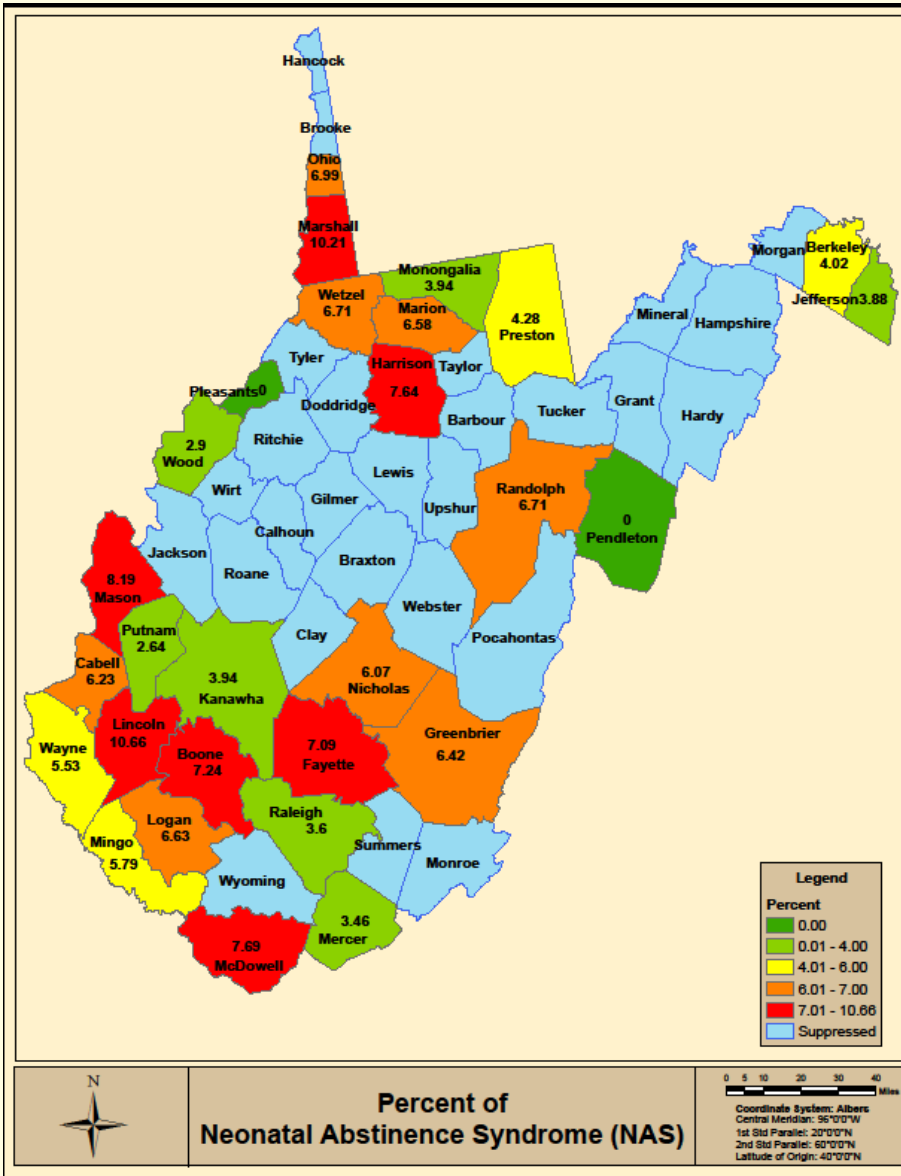 Hancock
Brooke
Ohio
6.99
Marshall
10.21
Morgan
Berkeley
4.02
Jefferson 3.88
Monongalia
3.94
Wetzel
6.71
Marion
6.58
4.28
Preston
Mineral
Hampshire
Tyler
Harrison
7.64
Taylor
Pleasants 0
Doddridge
Barbour
Tucker
Grant
Hardy
2.9
Wood
Ritchie
Lewis
Randolph
6.71
Wirt
Gilmer
Upshur
0
Pendleton
Calhoun
Jackson
Roane
Braxton
8.19
Mason
Webster
Putnam
2.64
Clay
Pocahontas
Cabell
6.23
3.94
Kanawha
6.07
Nicholas
Lincoln
10.66
Greenbrier
6.42
Wayne
5.53
Boone
7.24
7.09
Fayette
Logan
6.63
Raleigh
3.6
Mingo
5.79
Summers
Monroe
Wyoming
3.46
Mercer
7.69
McDowell
Legend
Percent
0.00
0.01 - 4.00
4.01 - 6.00
6.01 - 7.00
7.01 - 10.66
Suppressed
N
Percent of
Neonatal Abstinence Syndrome (NAS)
0 5 10 20 30 40
Miles
Coordinate System: Albers
Central Meridian: 96°0'0"W
1st Std Parallel: 20°0'0"N
2nd Std Parallel: 60°0'0"N
Latitude of Origin: 40°0'0"N